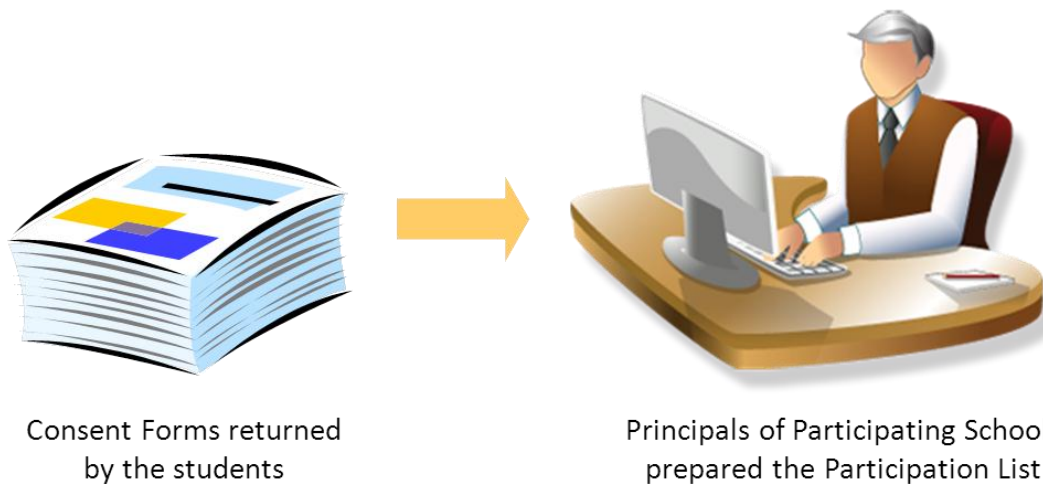 Consent Forms returned
by the students
Principals of Participating Schoo
prepared the Participation List